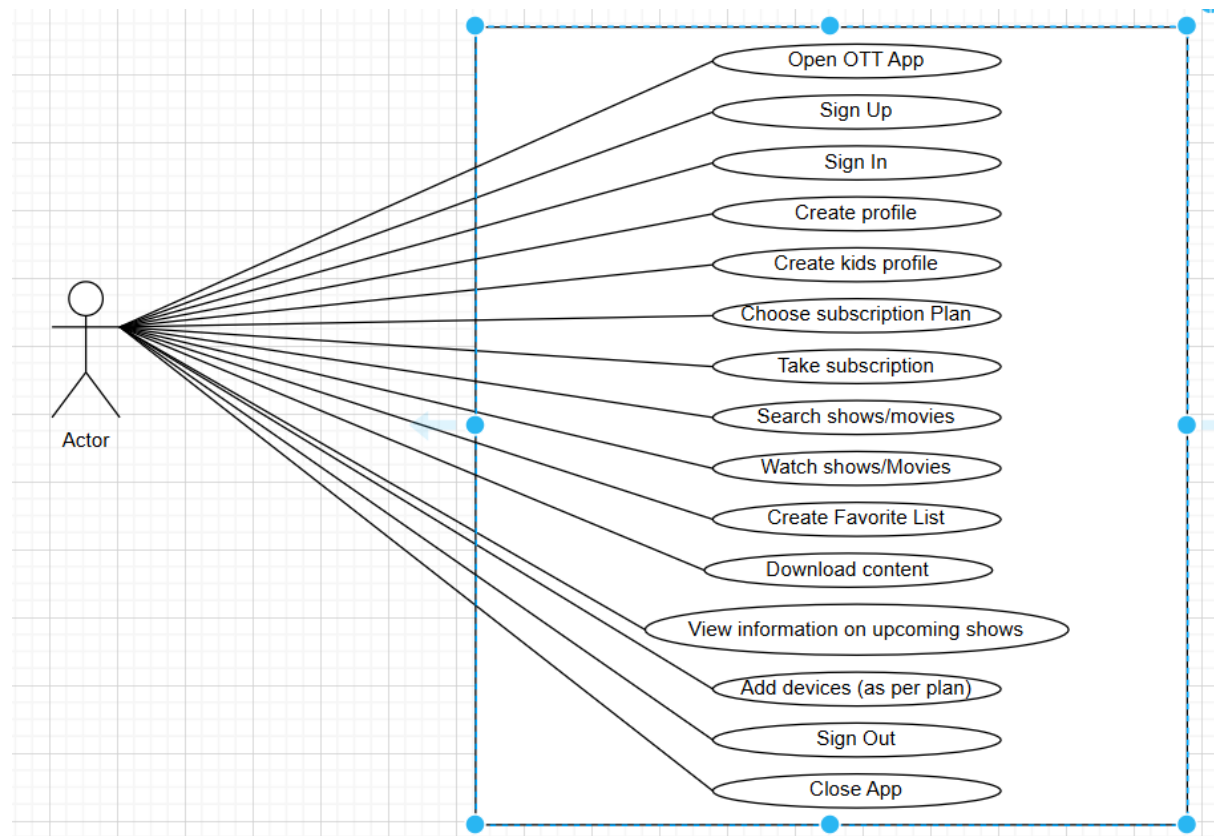 Open OTT App
Sign Up
Sign In
Create profile
Create kids profile
Choose subscription Plan
Take subscription
Search shows/movies
Actor
Watch shows/Movies
Create Favorite List
Download content
View information on upcoming shows
Add devices (as per plan)
Sign Out
Close App